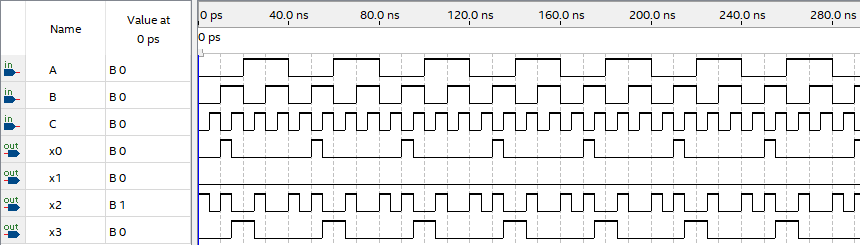 Name
Value at
0 ps
0 ps
40.0 ns
80.0 ns
120.0 ns
160.0 ns
200.0 ns
240.0 ns
280.0 ns
0 ps
in
A
B 0
in
B
B 0
in
C
B 0
out
x0
B 0
out
x1
B 0
out
x2
B 1
out
x3
B 0